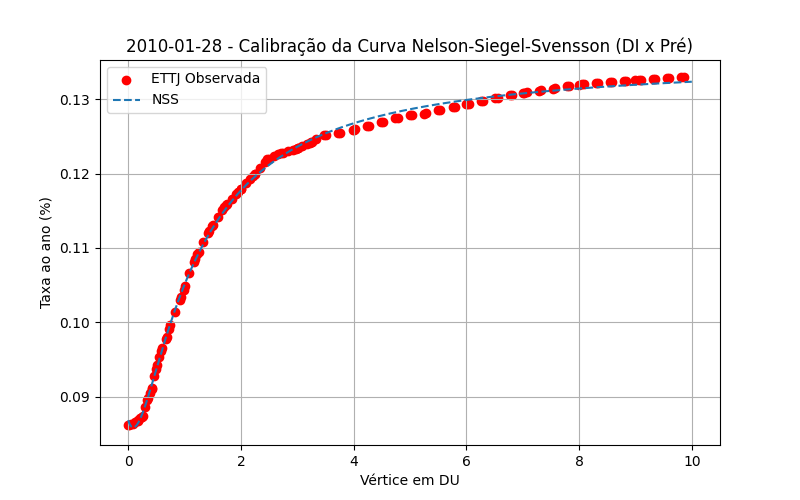 2010-01-28 - Calibração da Curva Nelson-Siegel-Svensson (DI x Pré)
ETTJ Observada
NSS
0.13
0.12
0.11
0.10
0.09
Taxa ao ano (%)
0 2 4 6 8 10
Vértice em DU